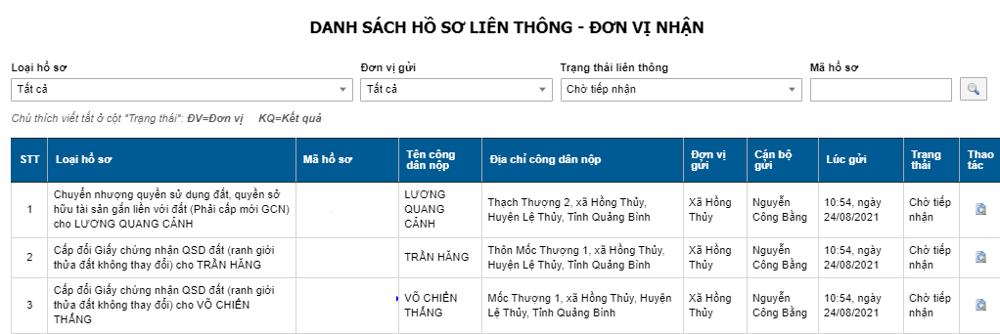 DANH SÁCH HỒ SƠ LIÊN THÔNG - ĐƠN VỊ NHẬN
Loại hồ sơ Đơn vị gửi Trạng thái liên thông Mã hồ sơ
Tất cả Tất cả Chờ tiếp nhận
Chú thích viết tắt ở cột "Trạng thái": ĐV=Đơn vị KQ=Kết quả
STT Loại hồ sơ Mã hồ sơ Tên công dân nộp Địa chỉ công dân nộp Đơn vị gửi Cán bộ gửi Lúc gửi Trạng thái Thao tác
1 Chuyển nhượng quyền sử dụng đất, quyền sở
hữu tài sản gắn liền với đất (Phải cấp mới GCN)
cho LƯƠNG QUANG CẢNH
LƯƠNG
QUANG
CẢNH
Thạch Thượng 2, xã Hồng Thủy,
Huyện Lệ Thủy, Tỉnh Quảng Bình
Xã Hồng
Thủy
Nguyễn
Công Bằng
10:54, ngày
24/08/2021
Chờ tiếp
nhận
2 Cấp đổi Giấy chứng nhận QSD đất (ranh giới
thửa đất không thay đổi) cho TRẦN HĂNG
TRẦN HĂNG
Thôn Mốc Thượng 1, xã Hồng Thủy,
Huyện Lệ Thủy, Tỉnh Quảng Bình
Xã Hồng
Thủy
Nguyễn
Công Bằng
10:54, ngày
24/08/2021
Chờ tiếp
nhận
3 Cấp đổi Giấy chứng nhận QSD đất (ranh giới
thửa đất không thay đổi) cho VÕ CHIẾN
THẮNG
VÕ CHIẾN
THẮNG
Mốc Thượng 1, xã Hồng Thủy, Huyện
Lệ Thủy, Tỉnh Quảng Bình
Xã Hồng
Thủy
Nguyễn
Công Bằng
10:54, ngày
24/08/2021
Chờ tiếp
nhận